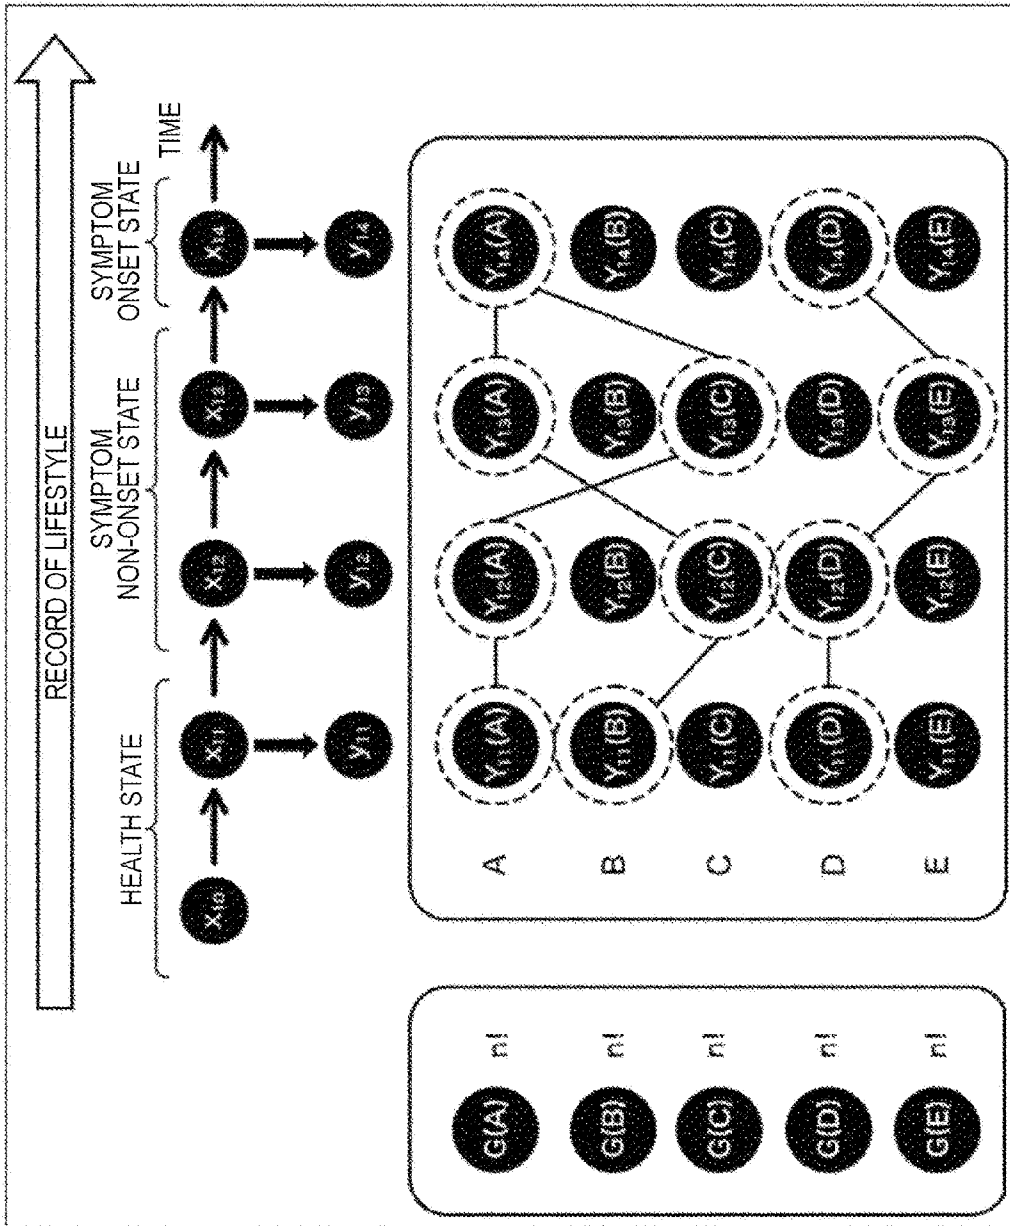 RECORD OF LIFESTYLE
HEALTH STATE
SYMPTOM
NON-ONSET STATE
SYMPTOM
ONSET STATE
TIME
x₁₀ x₁₁ x₁₂ x₁₃ x₁₄
y₁₁ y₁₂ y₁₃ y₁₄
G(A) n! A Y₁₁(A) Y₁₂(A) Y₁₃(A) Y₁₄(A)
G(B) n! B Y₁₁(B) Y₁₂(B) Y₁₃(B) Y₁₄(B)
G(C) n! C Y₁₁(C) Y₁₂(C) Y₁₃(C) Y₁₄(C)
G(D) n! D Y₁₁(D) Y₁₂(D) Y₁₃(D) Y₁₄(D)
G(E) n! E Y₁₁(E) Y₁₂(E) Y₁₃(E) Y₁₄(E)